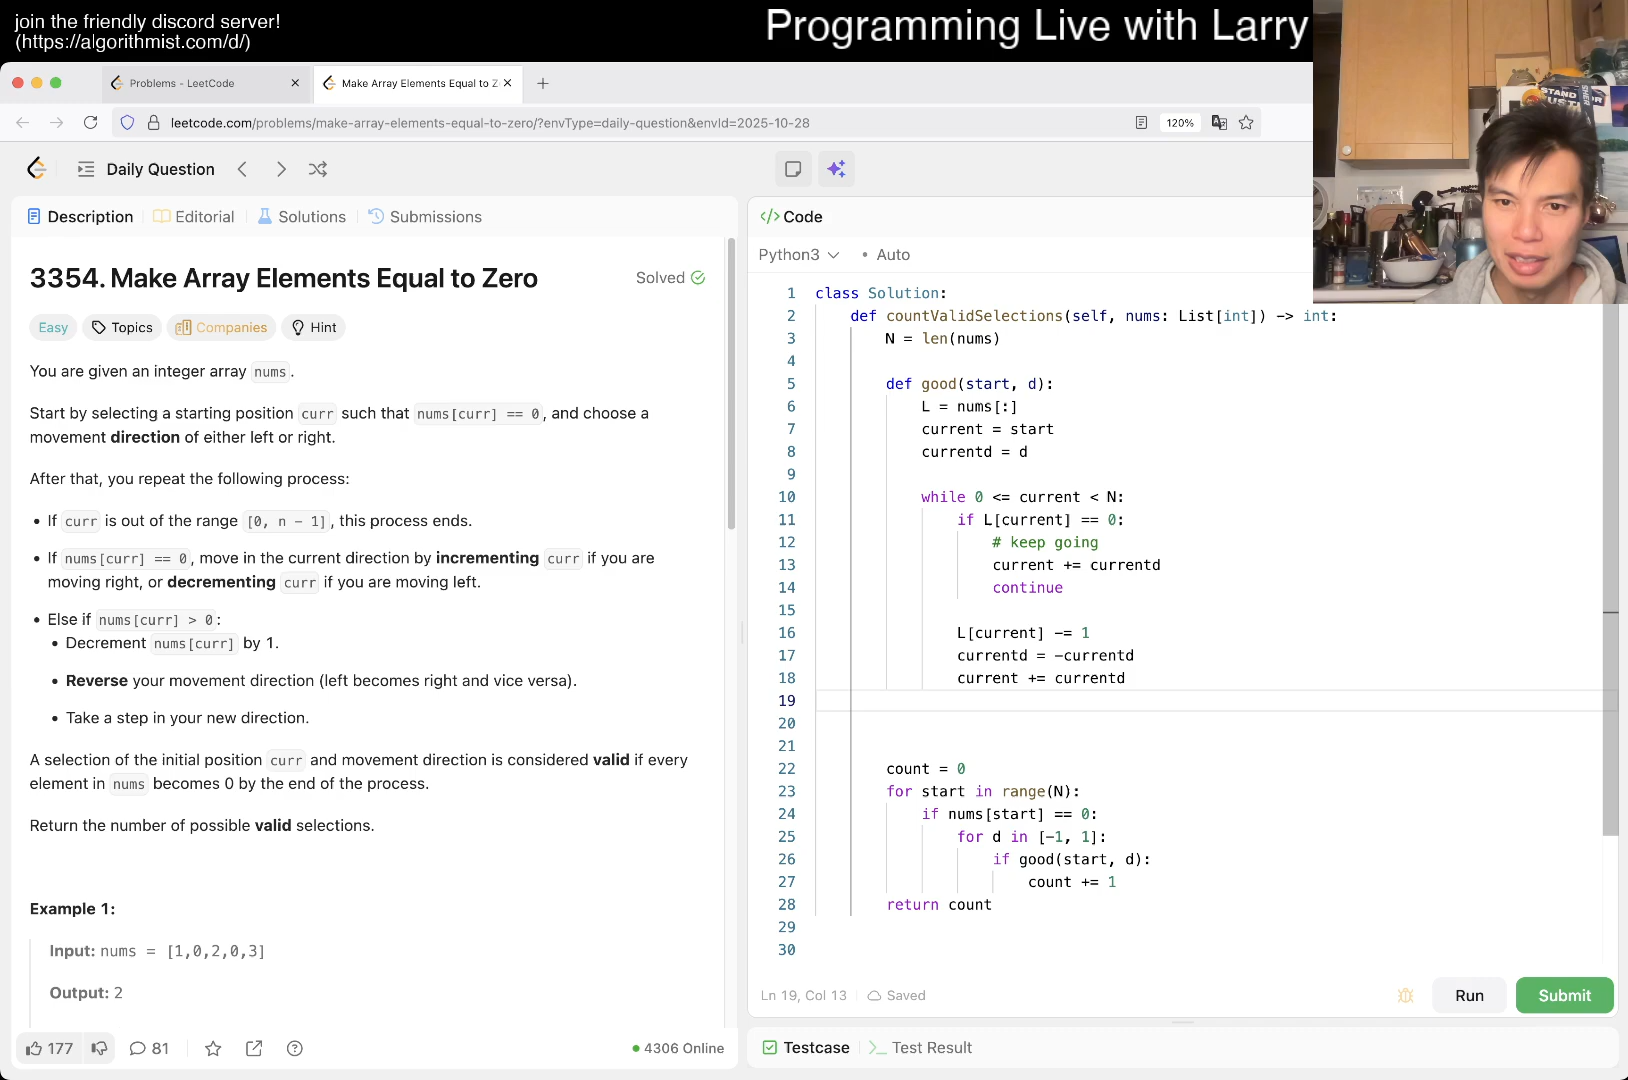 join the friendly discord server!
(https://algorithmist.com/d/)
Programming Live with Larry
Problems - LeetCode
Make Array Elements Equal to Z
leetcode.com/problems/make-array-elements-equal-to-zero/?envType=daily-question&envId=2025-10-28
120%
Daily Question
Description
Editorial
Solutions
Submissions
3354. Make Array Elements Equal to Zero
Solved
Easy
Topics
Companies
Hint
You are given an integer array nums.
Start by selecting a starting position curr such that nums[curr] == 0, and choose a
movement direction of either left or right.
After that, you repeat the following process:
• If curr is out of the range [0, n - 1], this process ends.
• If nums[curr] == 0, move in the current direction by incrementing curr if you are
moving right, or decrementing curr if you are moving left.
• Else if nums[curr] > 0:
• Decrement nums[curr] by 1.
• Reverse your movement direction (left becomes right and vice versa).
• Take a step in your new direction.
A selection of the initial position curr and movement direction is considered valid if every
element in nums becomes 0 by the end of the process.
Return the number of possible valid selections.
Example 1:
Input: nums = [1,0,2,0,3]
Output: 2
177
81
4306 Online
</> Code
Python3
• Auto
1 class Solution:
2 def countValidSelections(self, nums: List[int]) -> int:
3 N = len(nums)
4
5 def good(start, d):
6 L = nums[:]
7 current = start
8 currentd = d
9
10 while 0 <= current < N:
11 if L[current] == 0:
12 # keep going
13 current += currentd
14 continue
15
16 L[current] -= 1
17 currentd = -currentd
18 current += currentd
19
20
21
22 count = 0
23 for start in range(N):
24 if nums[start] == 0:
25 for d in [-1, 1]:
26 if good(start, d):
27 count += 1
28 return count
29
30
Ln 19, Col 13
Saved
Run
Submit
Testcase
Test Result